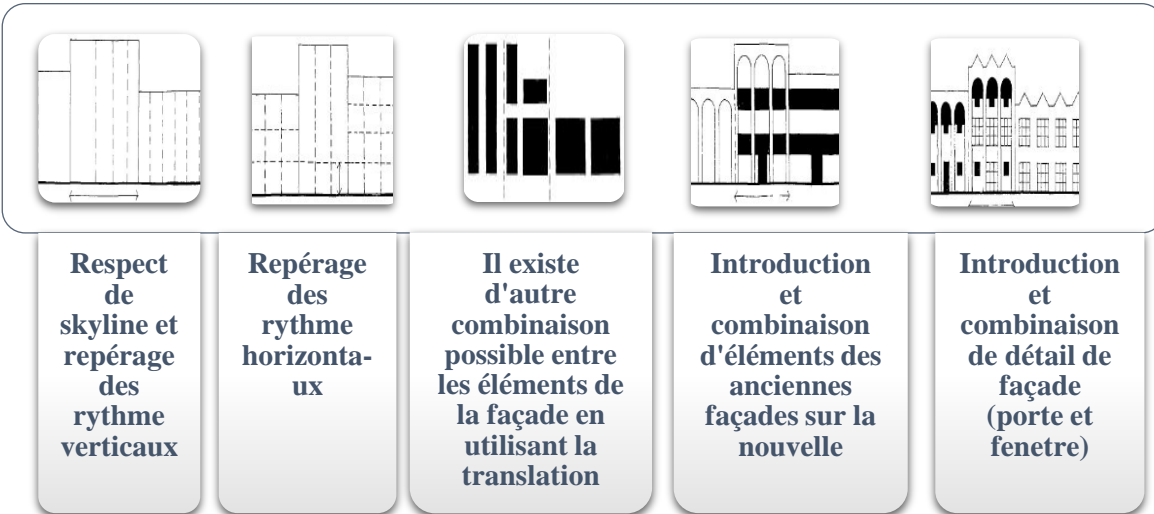 Respect
de
skyline et
repérage
des
rythme
verticaux
Repérage
des
rythme
horizonta-
ux
Il existe
d'autre
combinaison
possible entre
les éléments de
la façade en
utilisant la
translation
Introduction
et
combinaison
d'éléments des
anciennes
façades sur la
nouvelle
Introduction
et
combinaison
de détail de
façade
(porte et
fenetre)